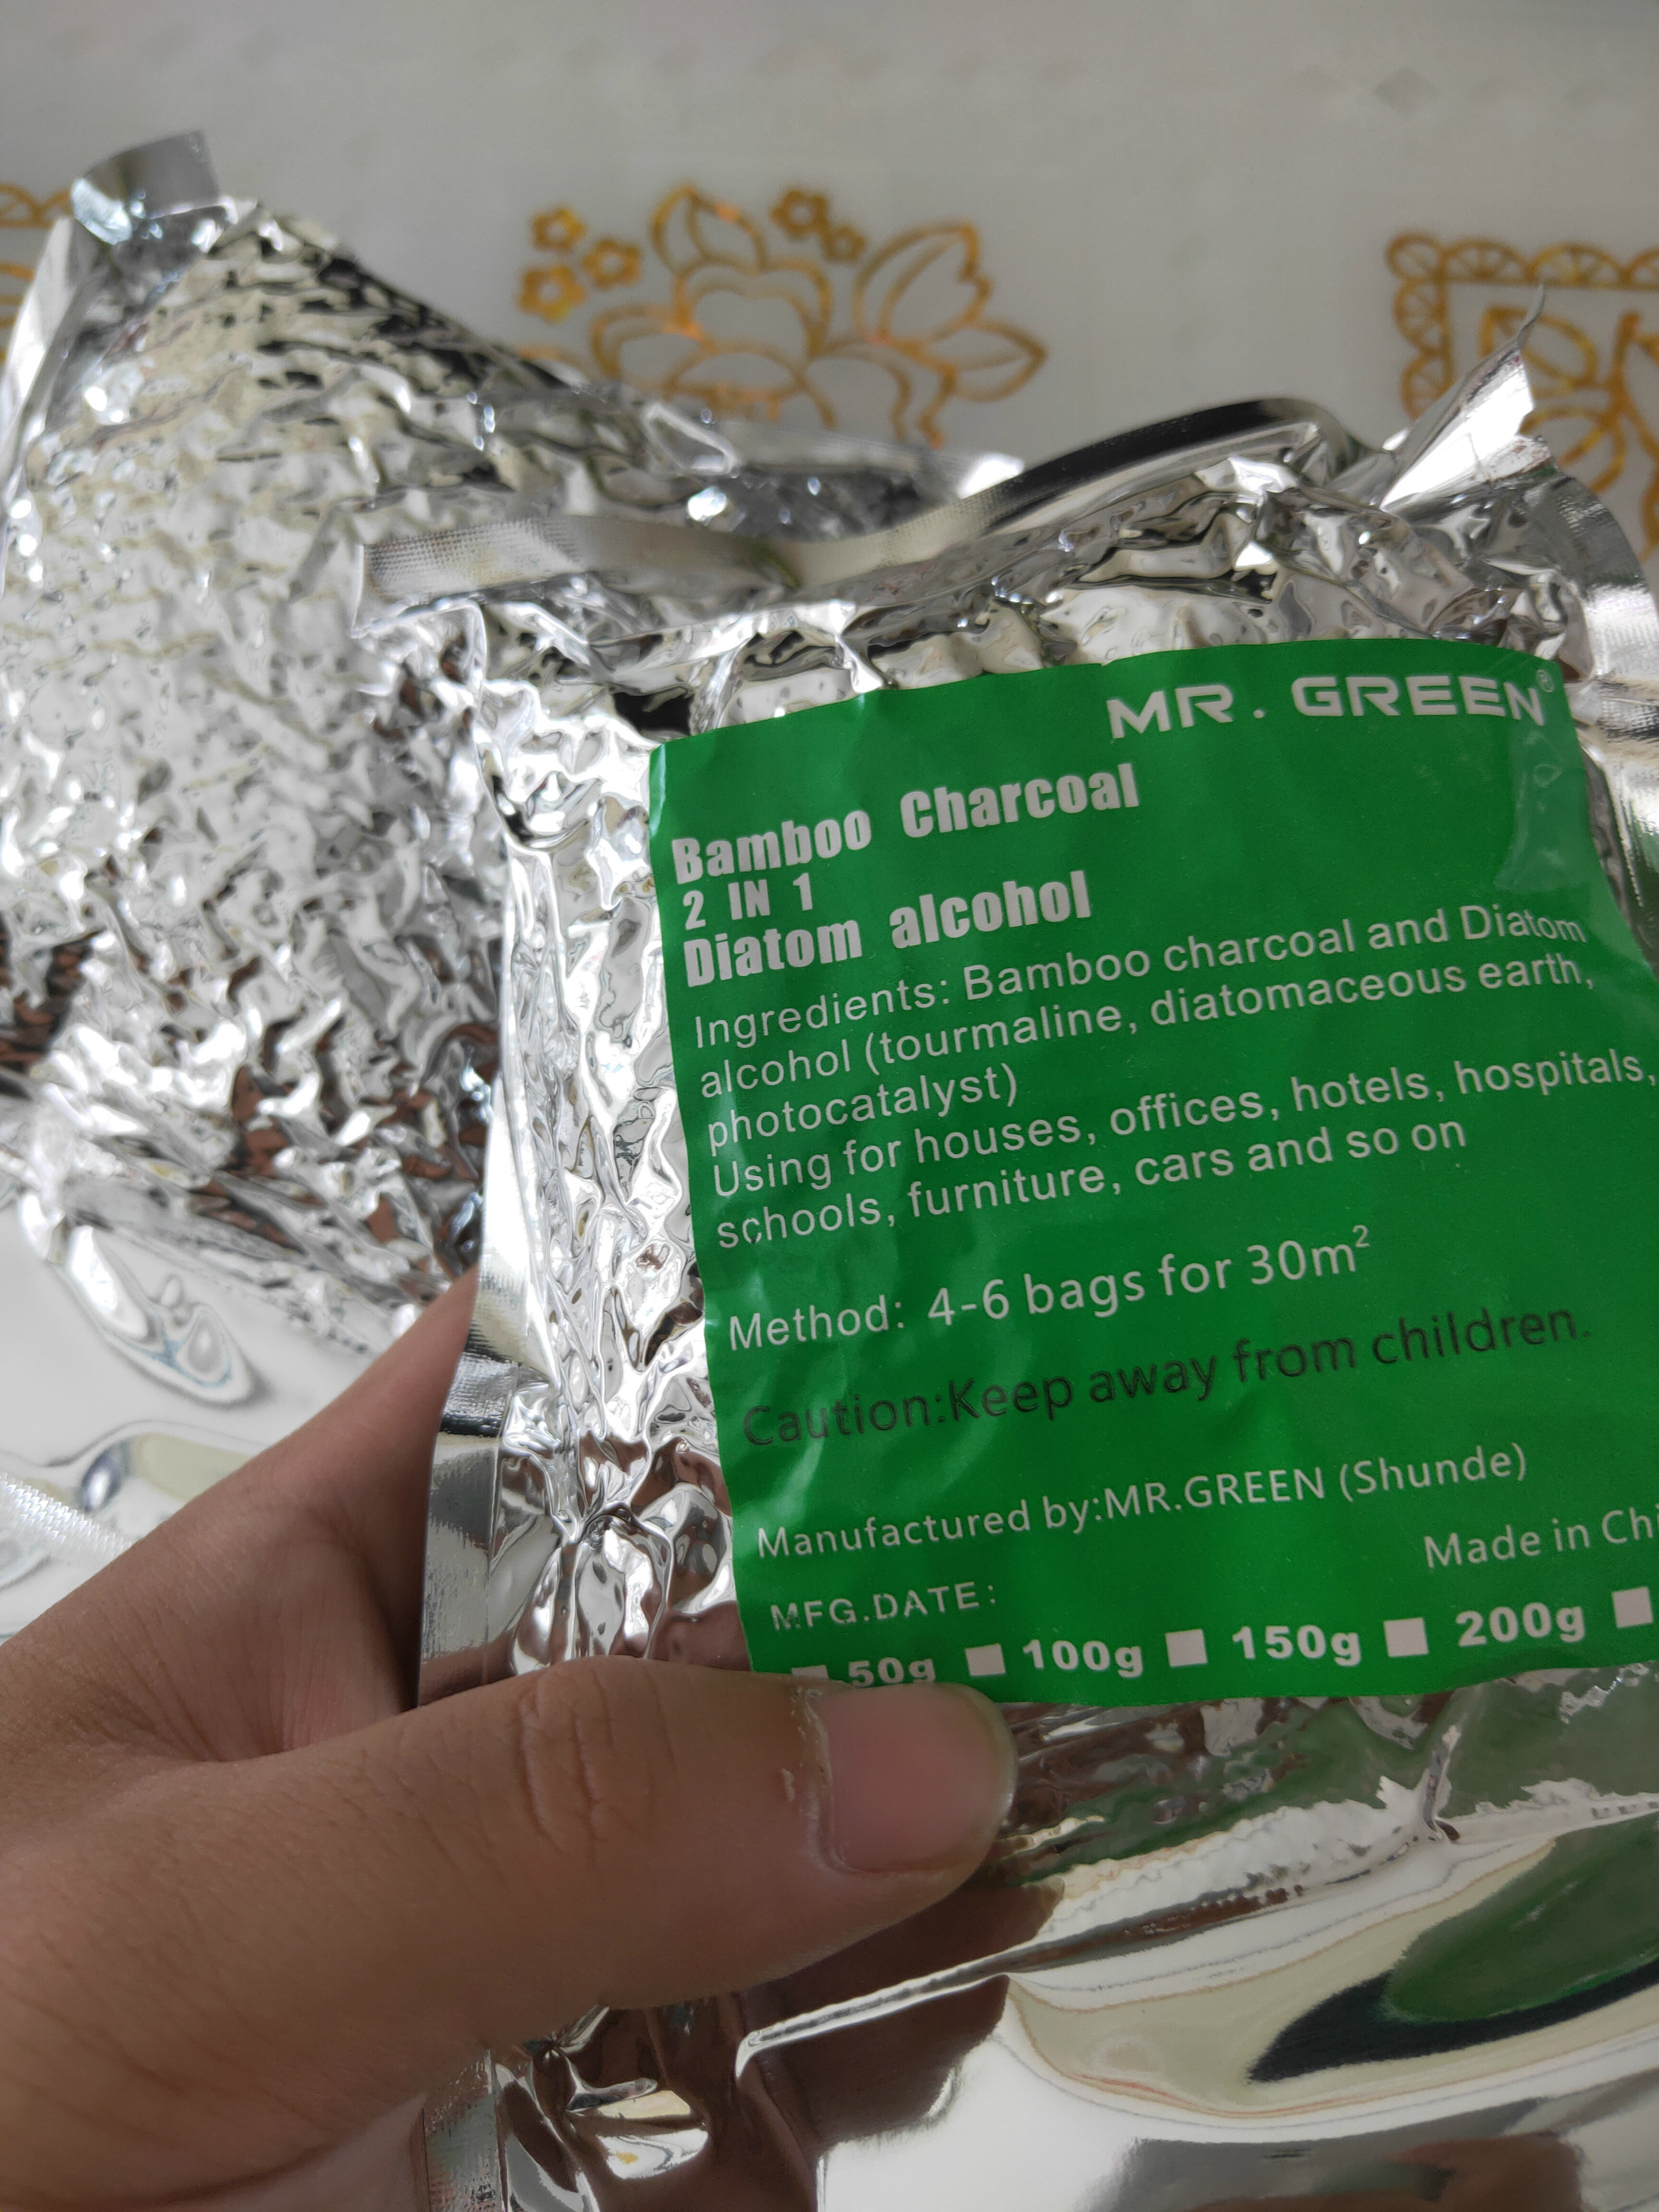 MR. GREEN®
Bamboo Charcoal
2 IN 1
Diatom alcohol
Ingredients: Bamboo charcoal and Diatom
alcohol (tourmaline, diatomaceous earth,
photocatalyst)
Using for houses, offices, hotels, hospitals,
schools, furniture, cars and so on
Method: 4-6 bags for 30m²
Caution:Keep away from children.
Manufactured by:MR.GREEN (Shunde)
Made in Chi
MFG.DATE:
50g 100g 150g 200g